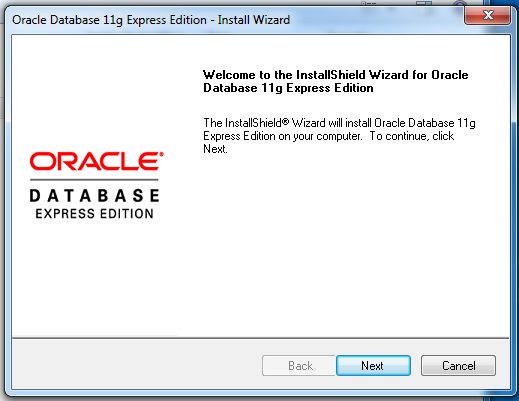 Oracle Database 11g Express Edition - Install Wizard
Welcome to the InstallShield Wizard for Oracle
Database 11g Express Edition
The InstallShield® Wizard will install Oracle Database 11g
Express Edition on your computer. To continue, click
Next.
ORACLE®
DATABASE
EXPRESS EDITION
Back
Next
Cancel